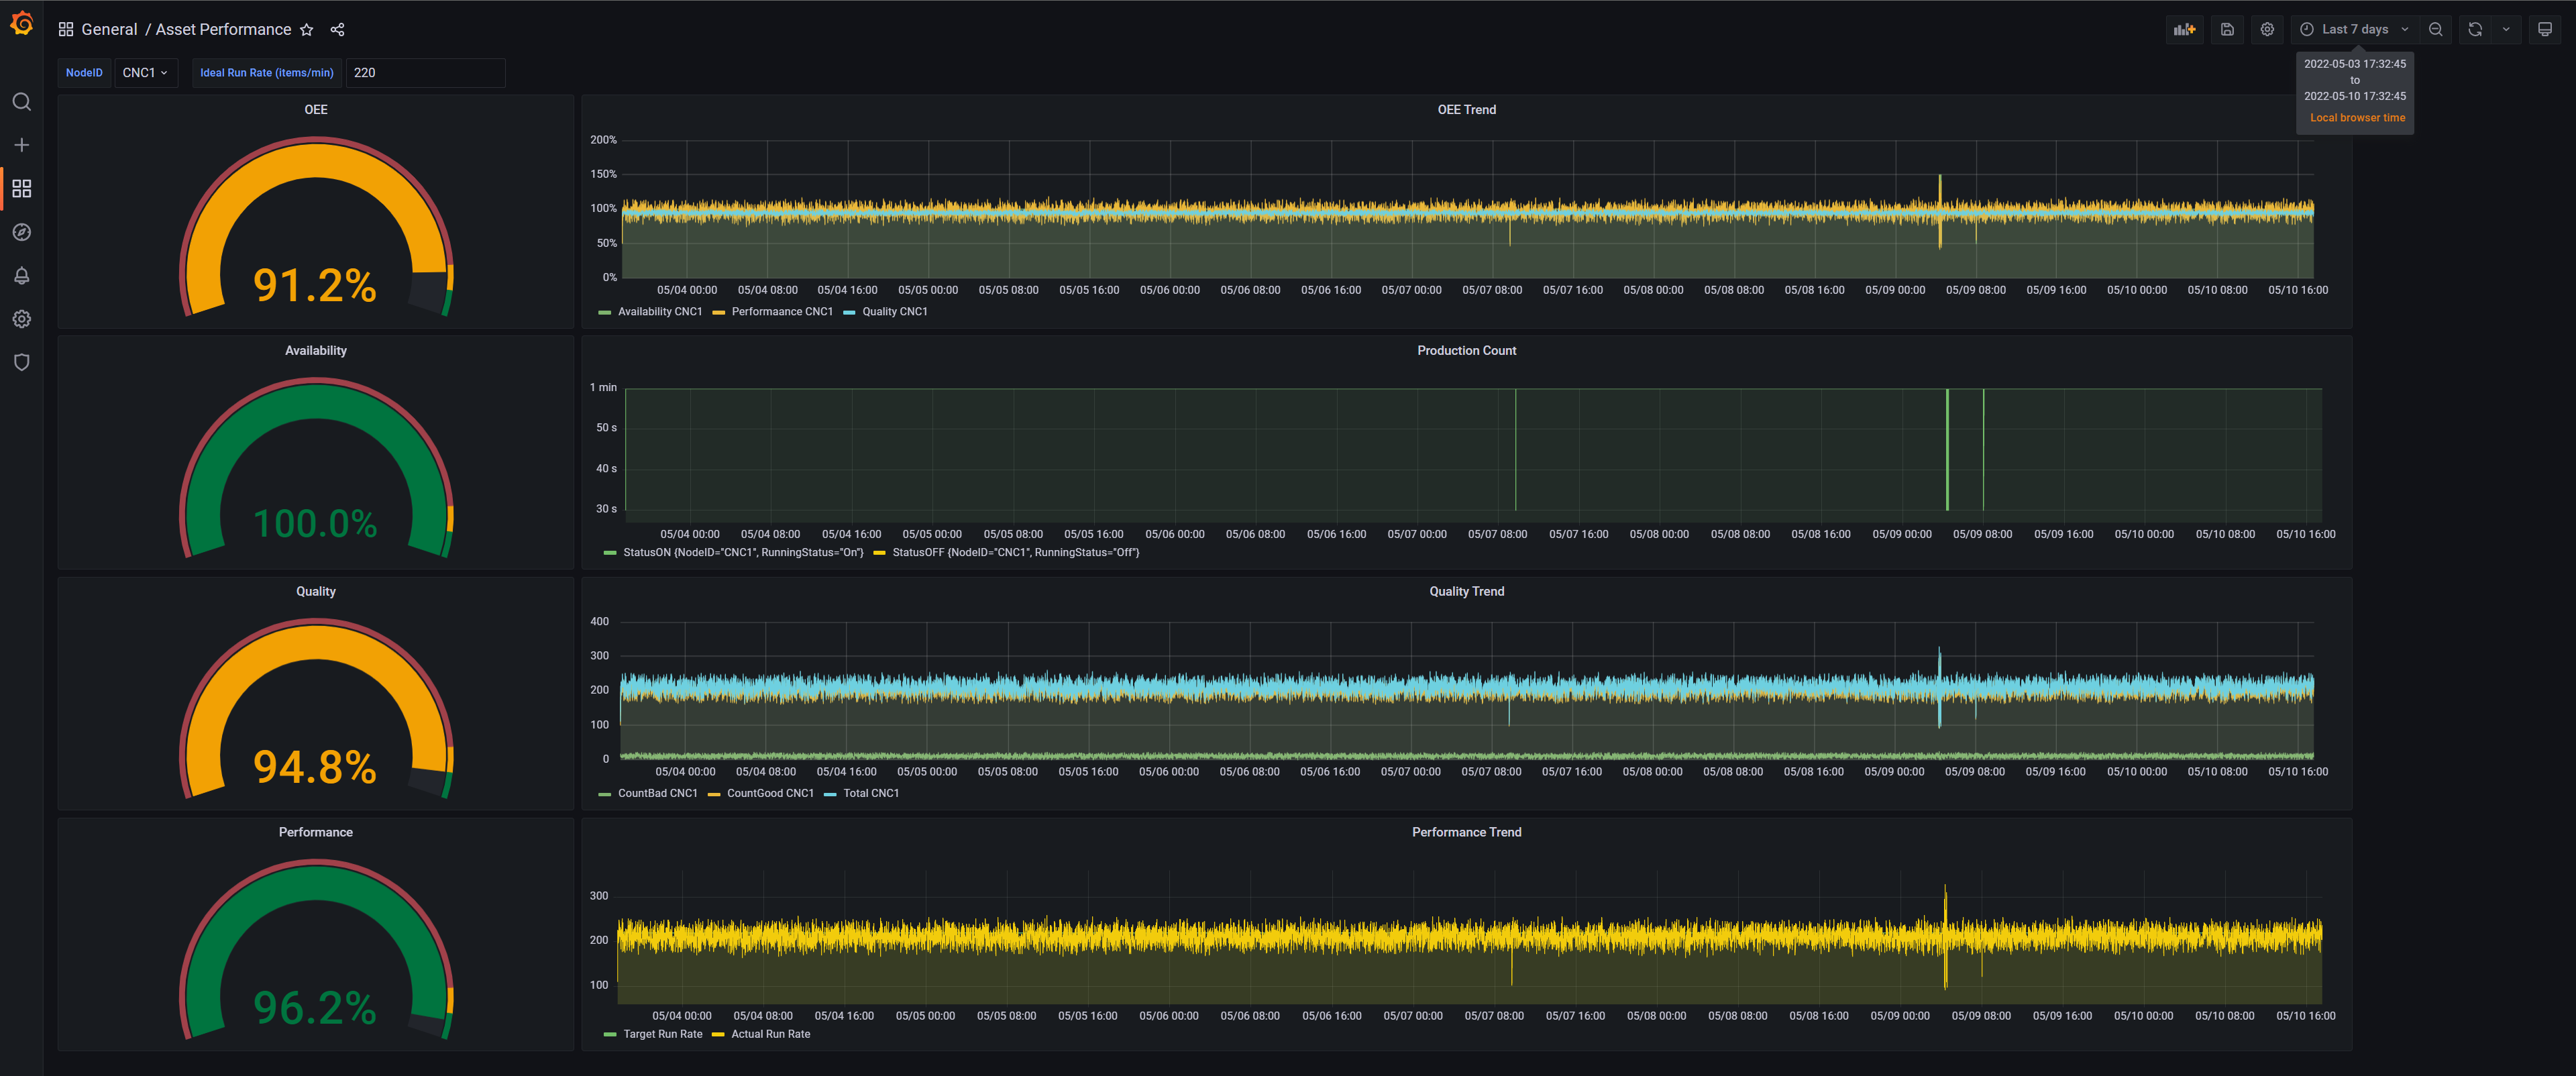 General / Asset Performance
Last 7 days
2022-05-03 17:32:45
to
2022-05-10 17:32:45
Local browser time
NodeID CNC1 Ideal Run Rate (items/min) 220
OEE
91.2%
OEE Trend
200%
150%
100%
50%
0%
05/04 00:00 05/04 08:00 05/04 16:00 05/05 00:00 05/05 08:00 05/05 16:00 05/06 00:00 05/06 08:00 05/06 16:00 05/07 00:00 05/07 08:00 05/07 16:00 05/08 00:00 05/08 08:00 05/08 16:00 05/09 00:00 05/09 08:00 05/09 16:00 05/10 00:00 05/10 08:00 05/10 16:00
Availability CNC1 Performaance CNC1 Quality CNC1
Availability
100.0%
Production Count
1 min
50 s
40 s
30 s
05/04 00:00 05/04 08:00 05/04 16:00 05/05 00:00 05/05 08:00 05/05 16:00 05/06 00:00 05/06 08:00 05/06 16:00 05/07 00:00 05/07 08:00 05/07 16:00 05/08 00:00 05/08 08:00 05/08 16:00 05/09 00:00 05/09 08:00 05/09 16:00 05/10 00:00 05/10 08:00 05/10 16:00
StatusON {NodeID="CNC1", RunningStatus="On"} StatusOFF {NodeID="CNC1", RunningStatus="Off"}
Quality
94.8%
Quality Trend
400
300
200
100
0
05/04 00:00 05/04 08:00 05/04 16:00 05/05 00:00 05/05 08:00 05/05 16:00 05/06 00:00 05/06 08:00 05/06 16:00 05/07 00:00 05/07 08:00 05/07 16:00 05/08 00:00 05/08 08:00 05/08 16:00 05/09 00:00 05/09 08:00 05/09 16:00 05/10 00:00 05/10 08:00 05/10 16:00
CountBad CNC1 CountGood CNC1 Total CNC1
Performance
96.2%
Performance Trend
300
200
100
05/04 00:00 05/04 08:00 05/04 16:00 05/05 00:00 05/05 08:00 05/05 16:00 05/06 00:00 05/06 08:00 05/06 16:00 05/07 00:00 05/07 08:00 05/07 16:00 05/08 00:00 05/08 08:00 05/08 16:00 05/09 00:00 05/09 08:00 05/09 16:00 05/10 00:00 05/10 08:00 05/10 16:00
Target Run Rate Actual Run Rate